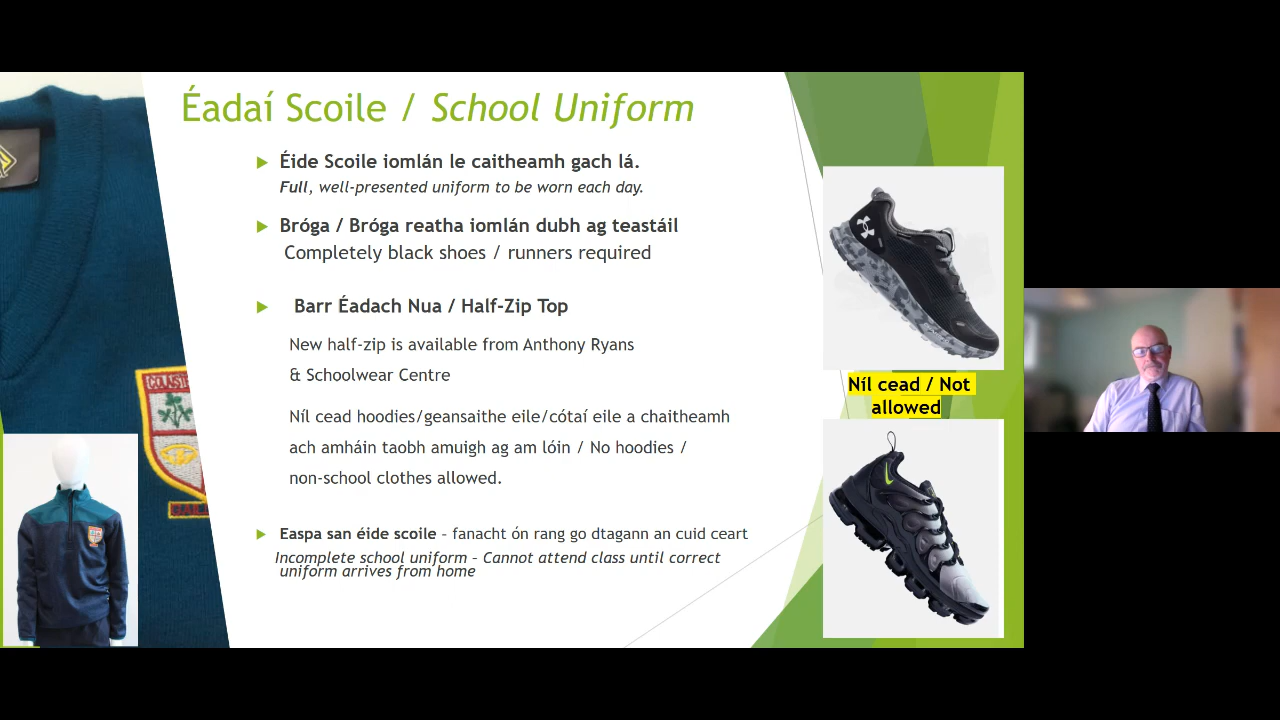 Éadaí Scoile / School Uniform
Éide Scoile iomlán le caitheamh gach lá.
Full, well-presented uniform to be worn each day.
Bróga / Bróga reatha iomlán dubh ag teastáil
Completely black shoes / runners required
Barr Éadach Nua / Half-Zip Top
New half-zip is available from Anthony Ryans
& Schoolwear Centre
Níl cead hoodies/geansaithe eile/cótaí eile a chaitheamh
ach amháin taobh amuigh ag am lóin / No hoodies /
non-school clothes allowed.
Easpa san éide scoile – fanacht ón rang go dtagann an cuid ceart
Incomplete school uniform – Cannot attend class until correct
uniform arrives from home
Níl cead / Not
allowed